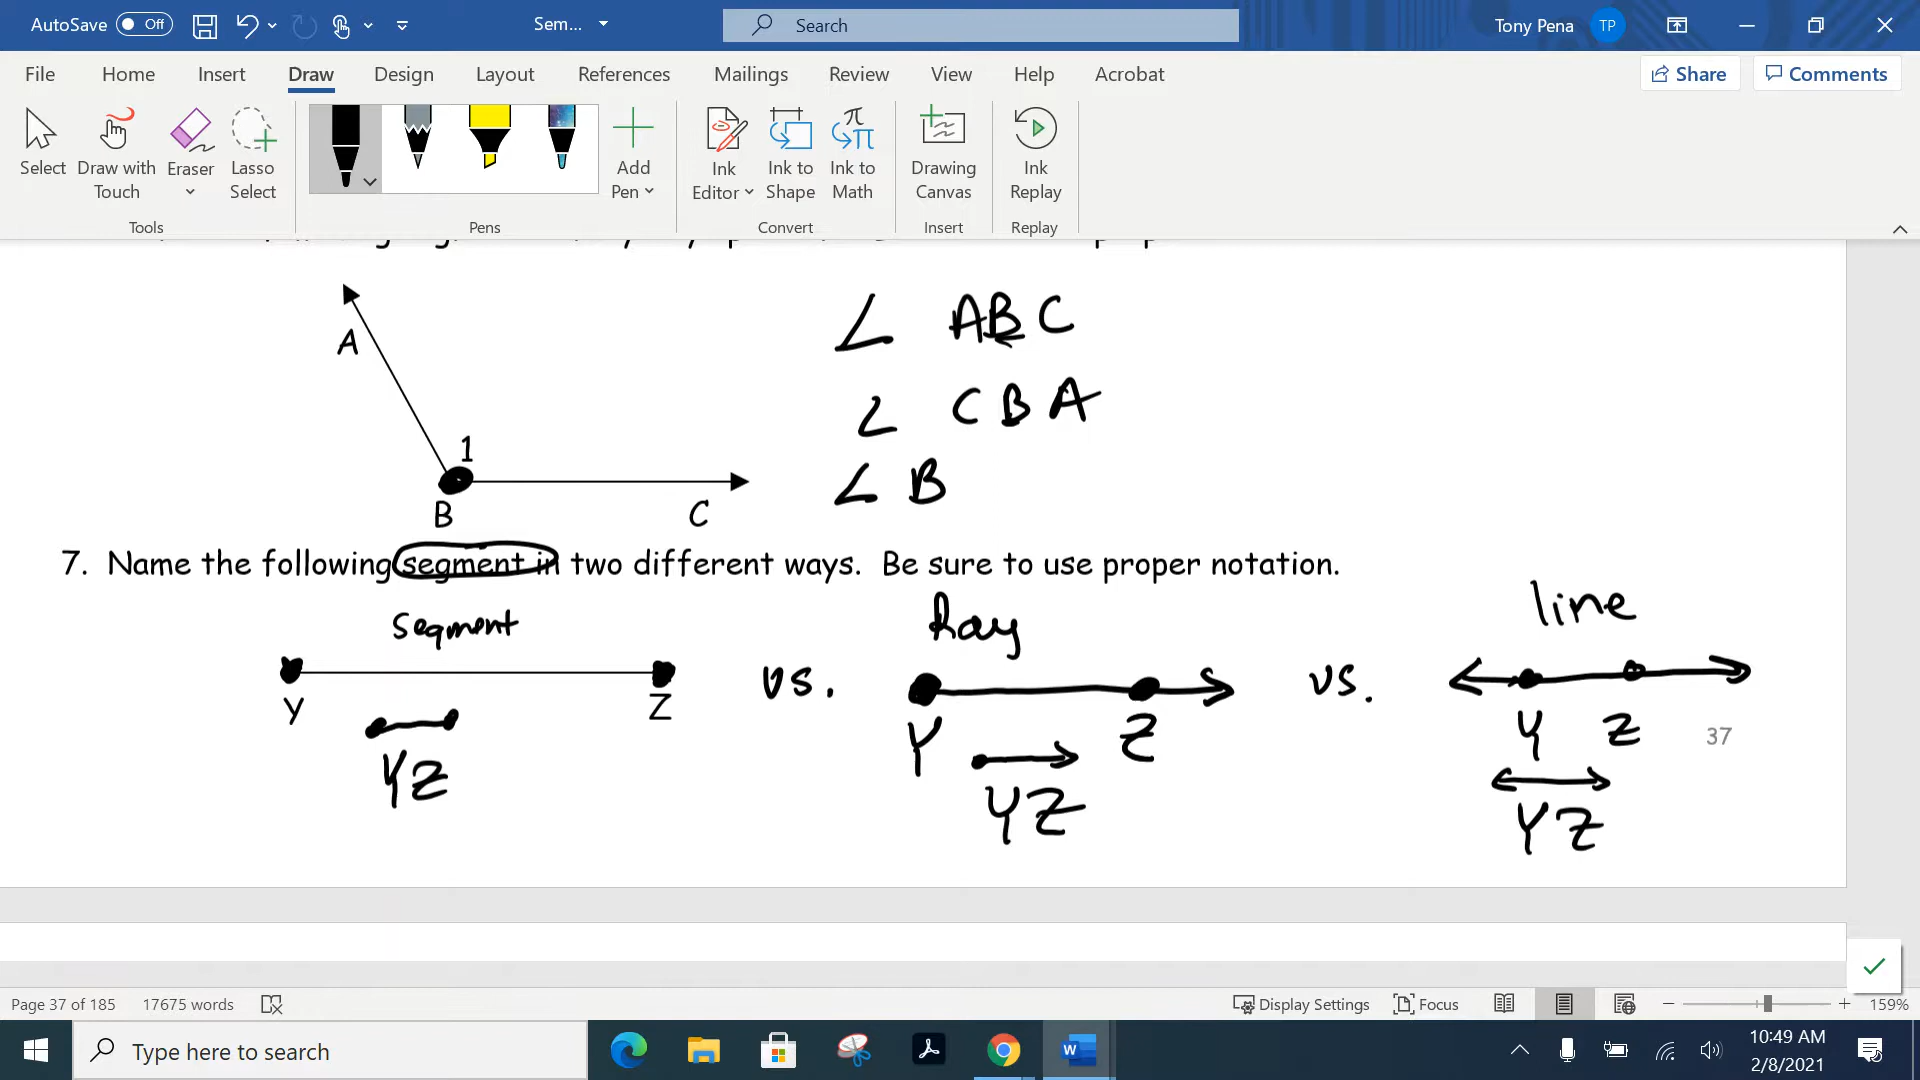 AutoSave Off Sem... Search Tony Pena TP
File Home Insert Draw Design Layout References Mailings Review View Help Acrobat Share Comments
Select Draw with Touch Eraser Lasso Select Add Pen Ink Editor Ink to Shape Ink to Math Drawing Canvas Ink Replay
Tools Pens Convert Insert Replay
A
∠ ABC
∠ CBA
1
∠ B
B C
7. Name the following segment in two different ways. Be sure to use proper notation.
Segment Ray line
vs. vs.
Y Z Y Z Y Z 37
YZ YZ YZ
Page 37 of 185 17675 words Display Settings Focus 159%
Type here to search 10:49 AM
2/8/2021